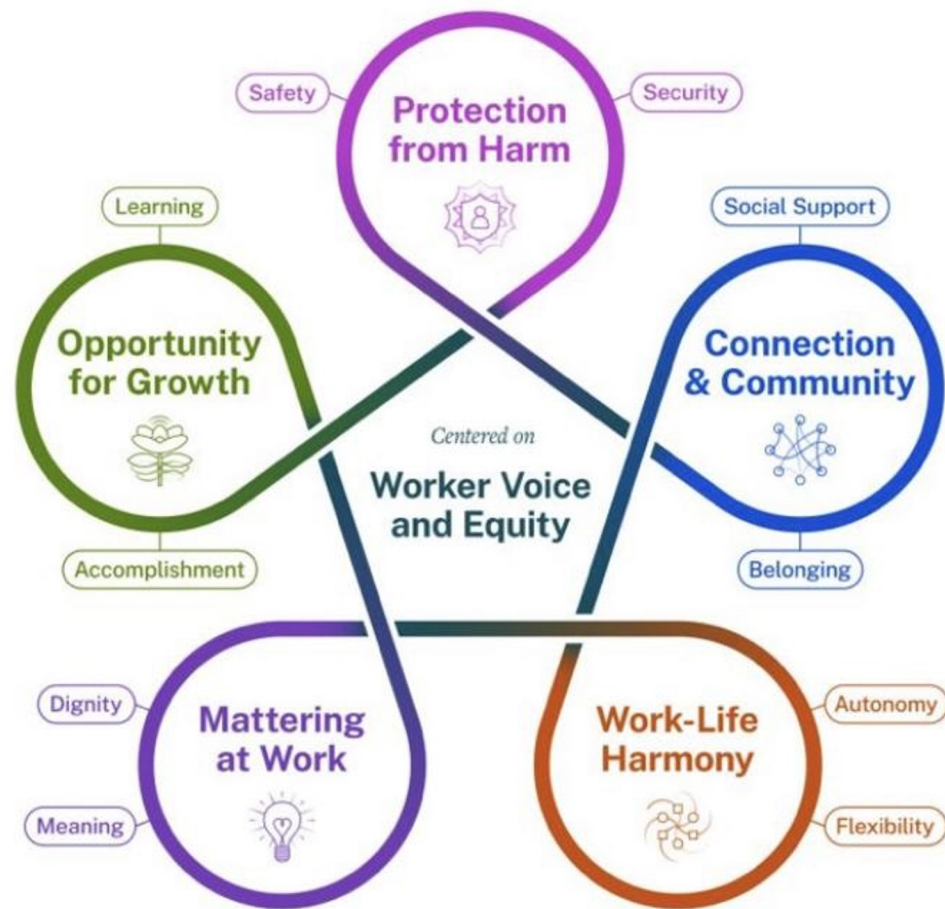 Safety
Security
Protection
from Harm
Learning
Social Support
Opportunity
for Growth
Connection
& Community
Centered on
Worker Voice
and Equity
Accomplishment
Belonging
Dignity
Mattering
at Work
Meaning
Work-Life
Harmony
Autonomy
Flexibility